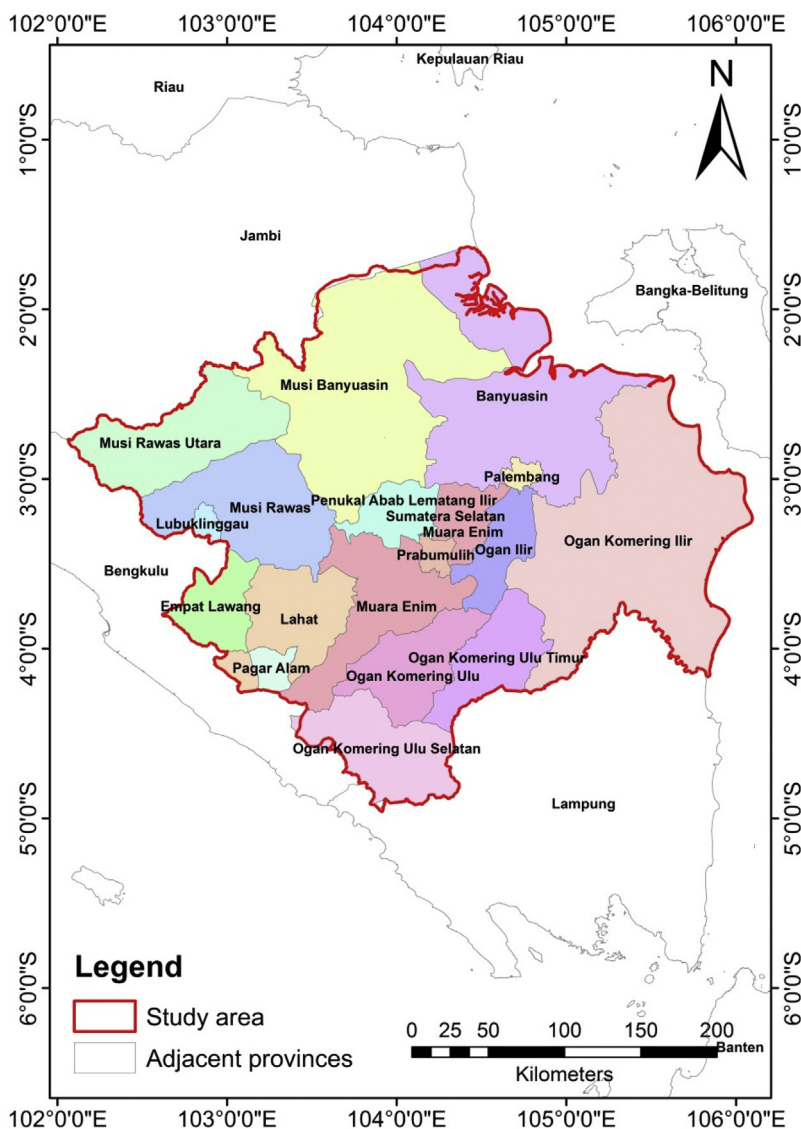 102°0'0"E 103°0'0"E 104°0'0"E 105°0'0"E 106°0'0"E
Kepulauan Riau
Riau
N
1°0'0"S 1°0'0"S
Jambi
Bangka-Belitung
2°0'0"S 2°0'0"S
Musi Banyuasin
Banyuasin
Musi Rawas Utara
Palembang
3°0'0"S 3°0'0"S
Penukal Abab Lematang Ilir
Musi Rawas
Sumatera Selatan
Lubuklinggau
Muara Enim
Ogan Komering Ilir
Prabumulih
Ogan Ilir
Bengkulu
Empat Lawang
Muara Enim
Lahat
4°0'0"S 4°0'0"S
Ogan Komering Ulu Timur
Pagar Alam
Ogan Komering Ulu
Ogan Komering Ulu Selatan
Lampung
5°0'0"S 5°0'0"S
Legend
6°0'0"S 6°0'0"S
Study area
Adjacent provinces
0 25 50 100 150 200
Banten
Kilometers
102°0'0"E 103°0'0"E 104°0'0"E 105°0'0"E 106°0'0"E